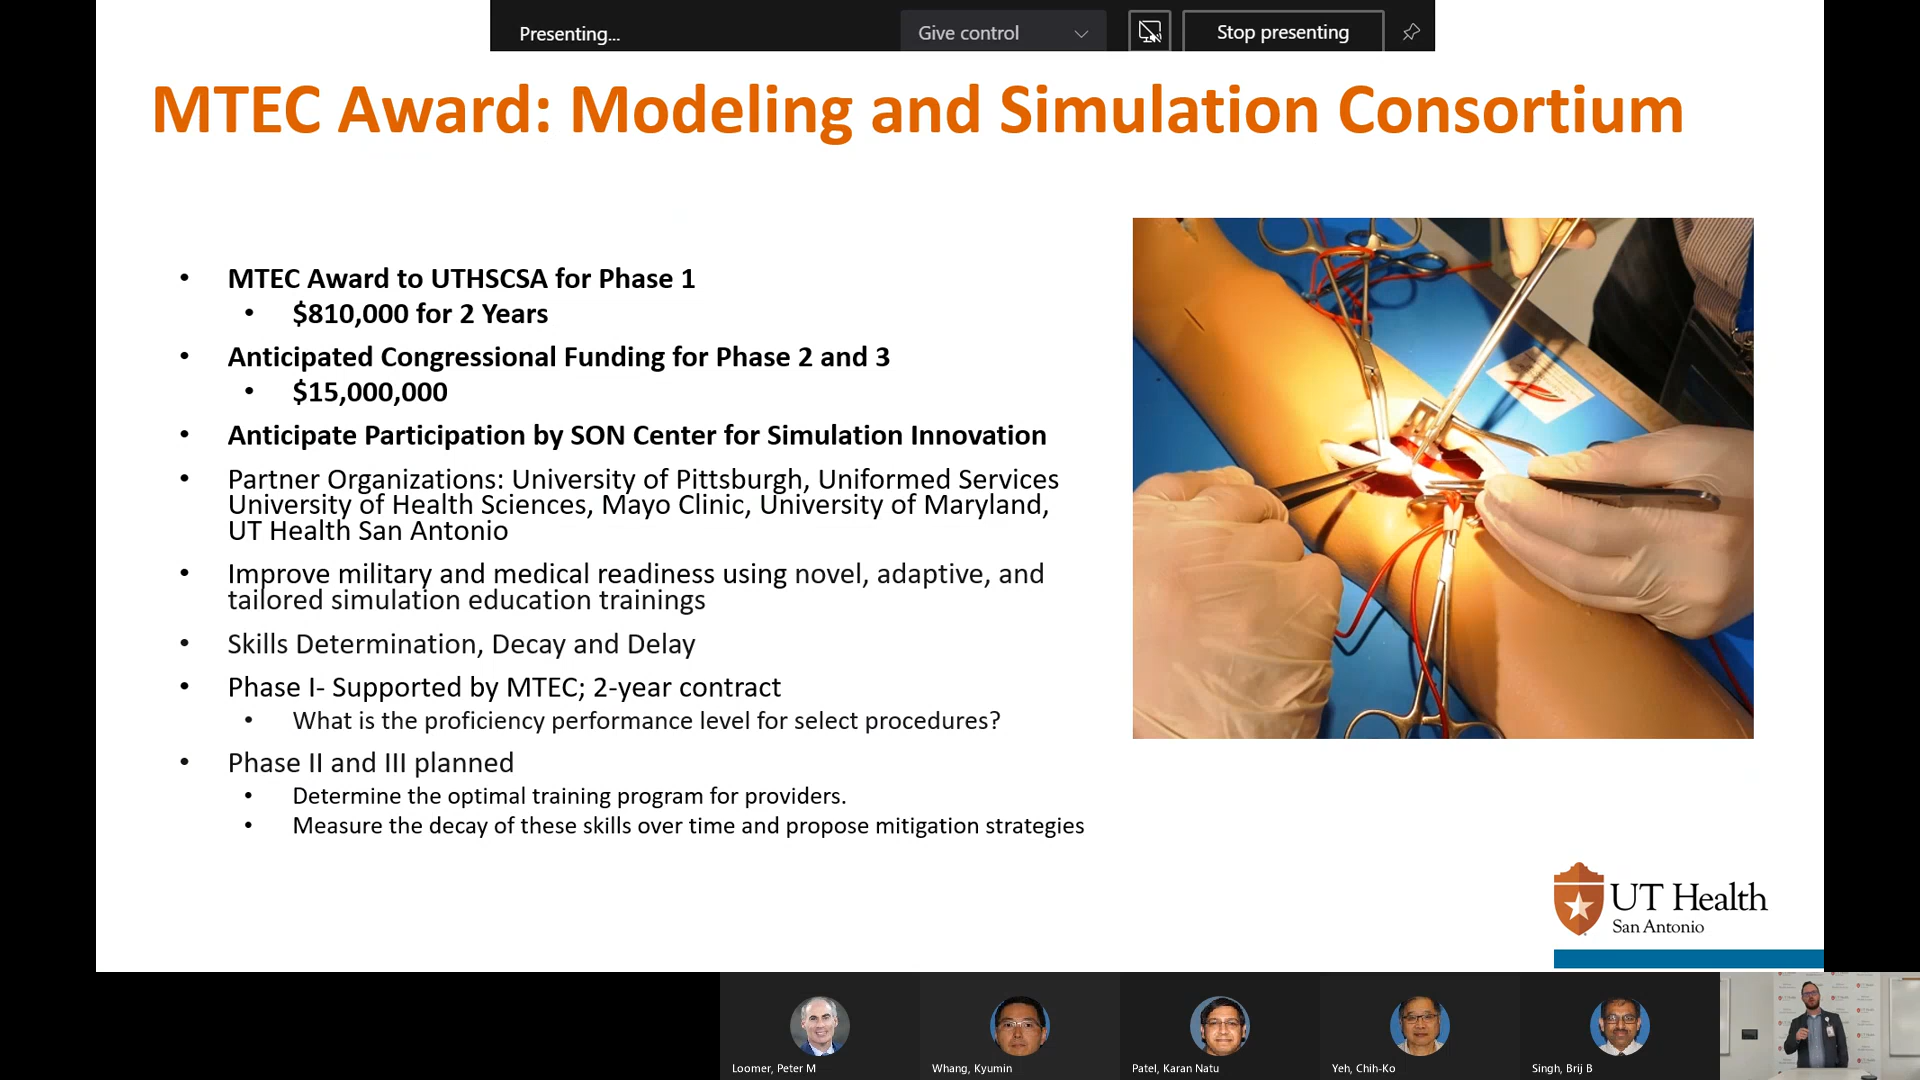 Presenting...
Give control
Stop presenting
MTEC Award: Modeling and Simulation Consortium
• MTEC Award to UTHSCSA for Phase 1
• $810,000 for 2 Years
• Anticipated Congressional Funding for Phase 2 and 3
• $15,000,000
• Anticipate Participation by SON Center for Simulation Innovation
• Partner Organizations: University of Pittsburgh, Uniformed Services
University of Health Sciences, Mayo Clinic, University of Maryland,
UT Health San Antonio
• Improve military and medical readiness using novel, adaptive, and
tailored simulation education trainings
• Skills Determination, Decay and Delay
• Phase I- Supported by MTEC; 2-year contract
• What is the proficiency performance level for select procedures?
• Phase II and III planned
• Determine the optimal training program for providers.
• Measure the decay of these skills over time and propose mitigation strategies
UT Health
San Antonio
Loomer, Peter M
Whang, Kyumin
Patel, Karan Natu
Yeh, Chih-Ko
Singh, Brij B